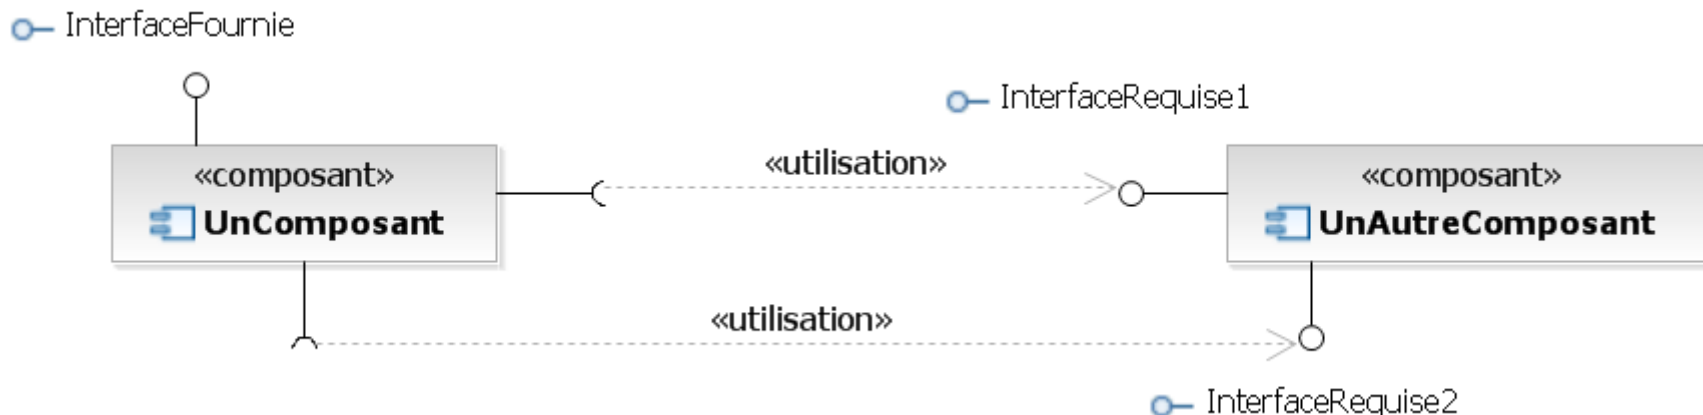 InterfaceFournie
InterfaceRequise1
«utilisation»
«composant»
UnComposant
«composant»
UnAutreComposant
«utilisation»
InterfaceRequise2